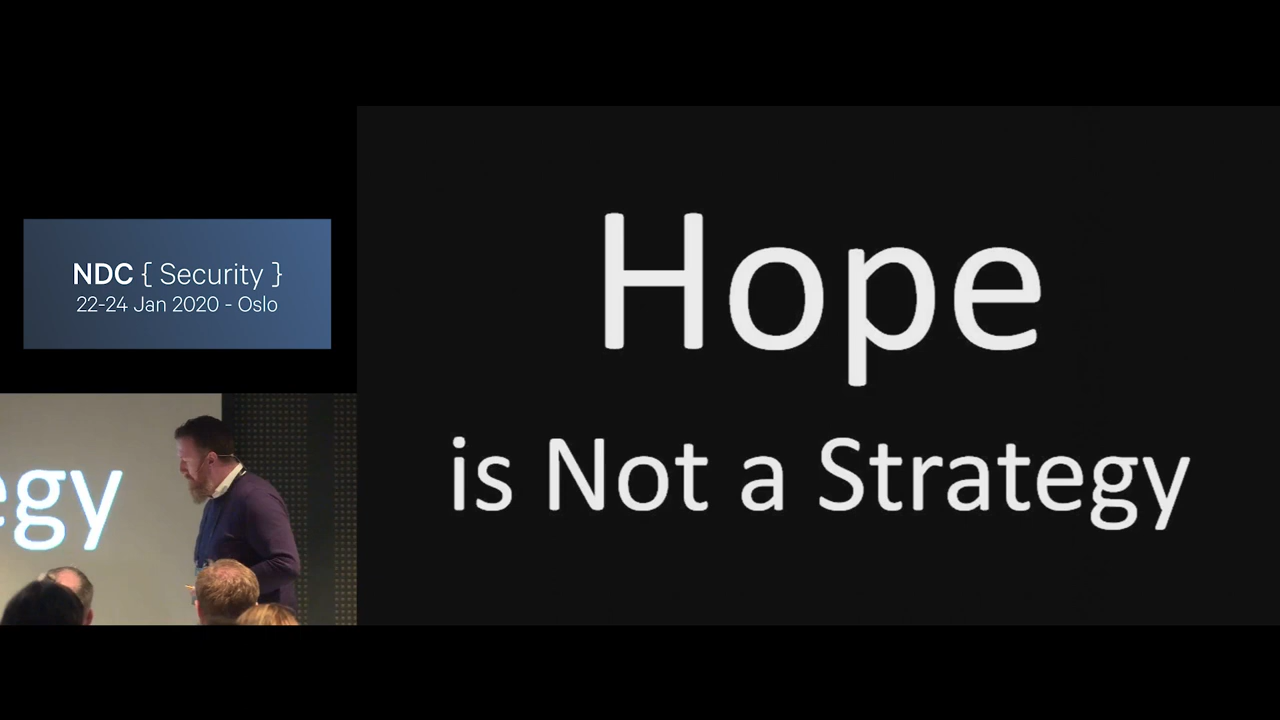 NDC { Security }
22-24 Jan 2020 - Oslo
Hope
is Not a Strategy
egy